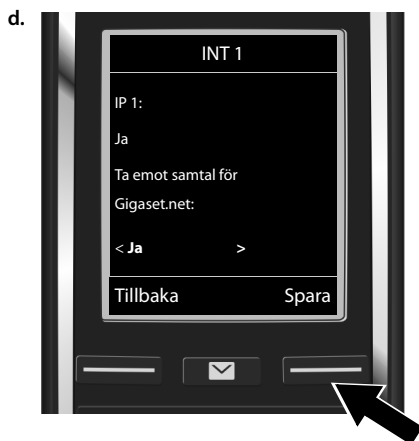 d.
INT 1
IP 1:
Ja
Ta emot samtal för
Gigaset.net:
< Ja >
Tillbaka Spara